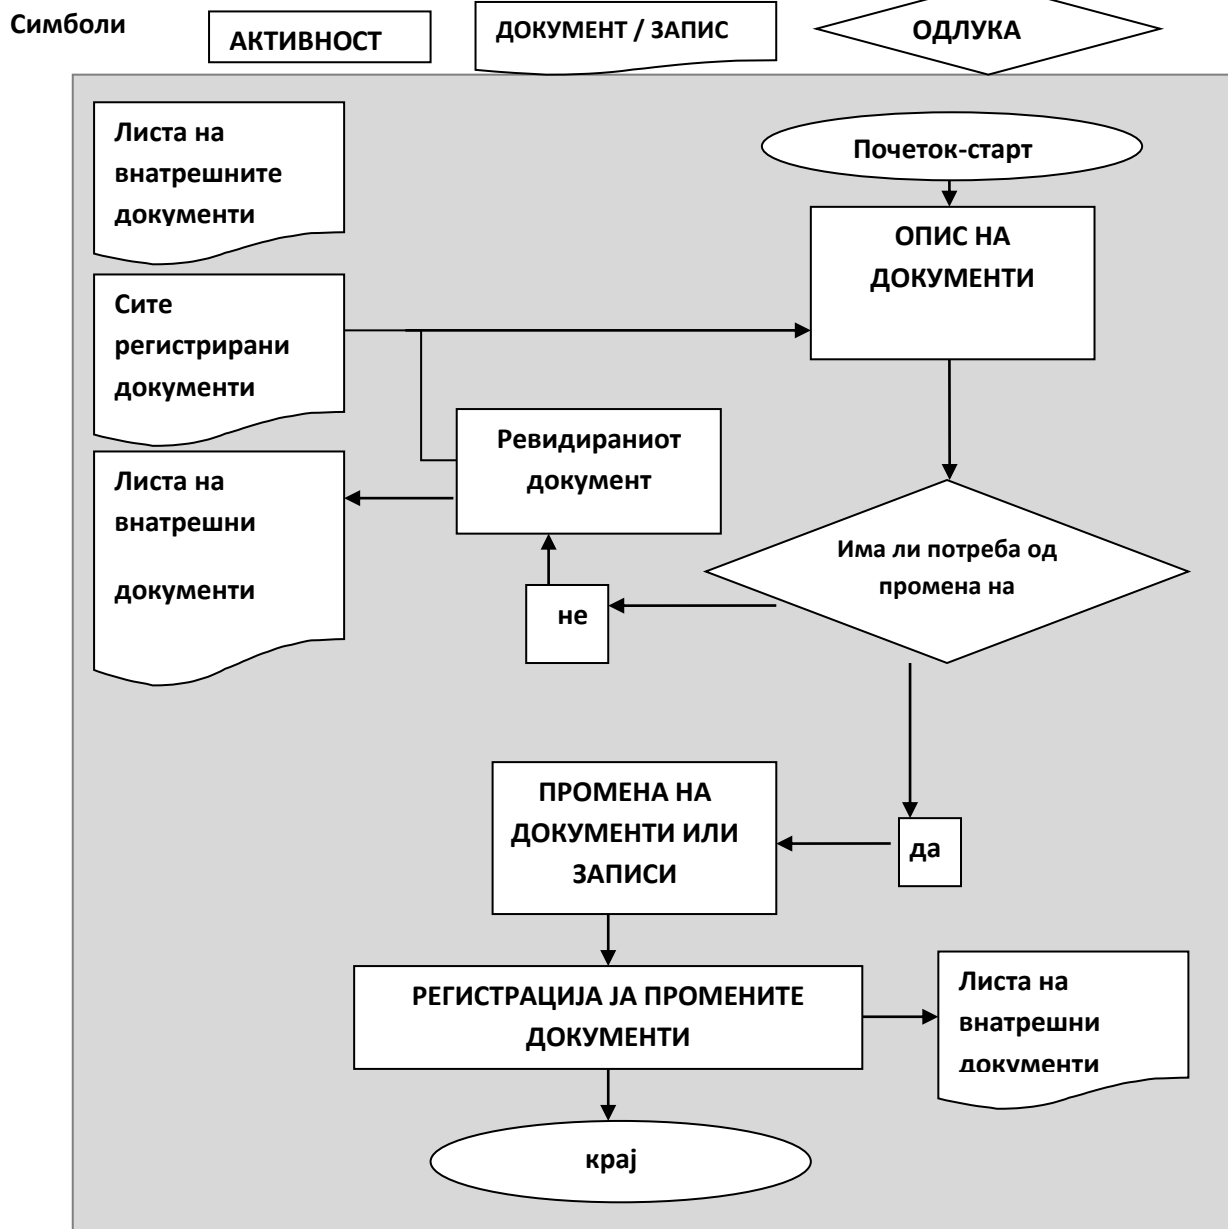 Симболи
АКТИВНОСТ
ДОКУМЕНТ / ЗАПИС
ОДЛУКА
Листа на
внатрешните
документи
Почеток-старт
ОПИС НА
ДОКУМЕНТИ
Сите
регистрирани
документи
Ревидираниот
документ
Листа на
внатрешни
документи
Има ли потреба од
промена на
не
ПРОМЕНА НА
ДОКУМЕНТИ ИЛИ
ЗАПИСИ
да
РЕГИСТРАЦИЈА ЈА ПРОМЕНИТЕ
ДОКУМЕНТИ
Листа на
внатрешни
документи
крај